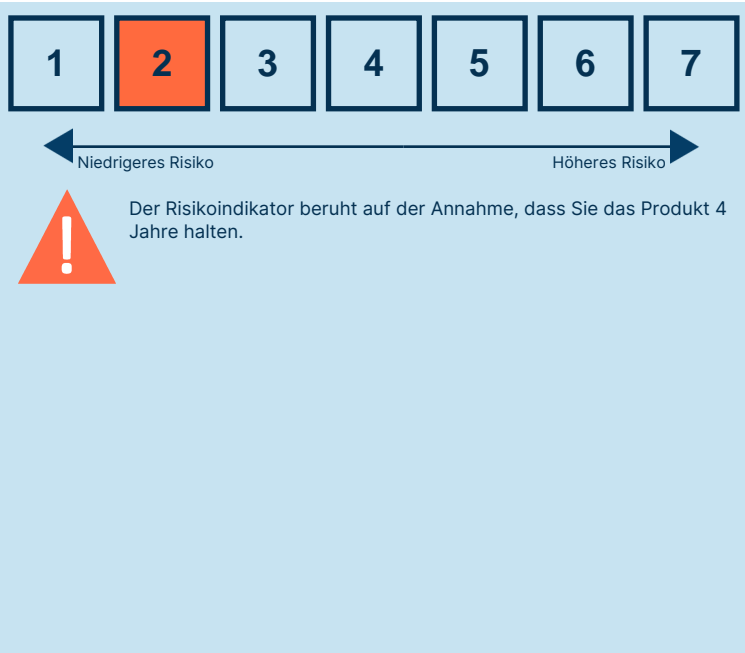 1 2 3 4 5 6 7
Niedrigeres Risiko Höheres Risiko
! Der Risikoindikator beruht auf der Annahme, dass Sie das Produkt 4
Jahre halten.